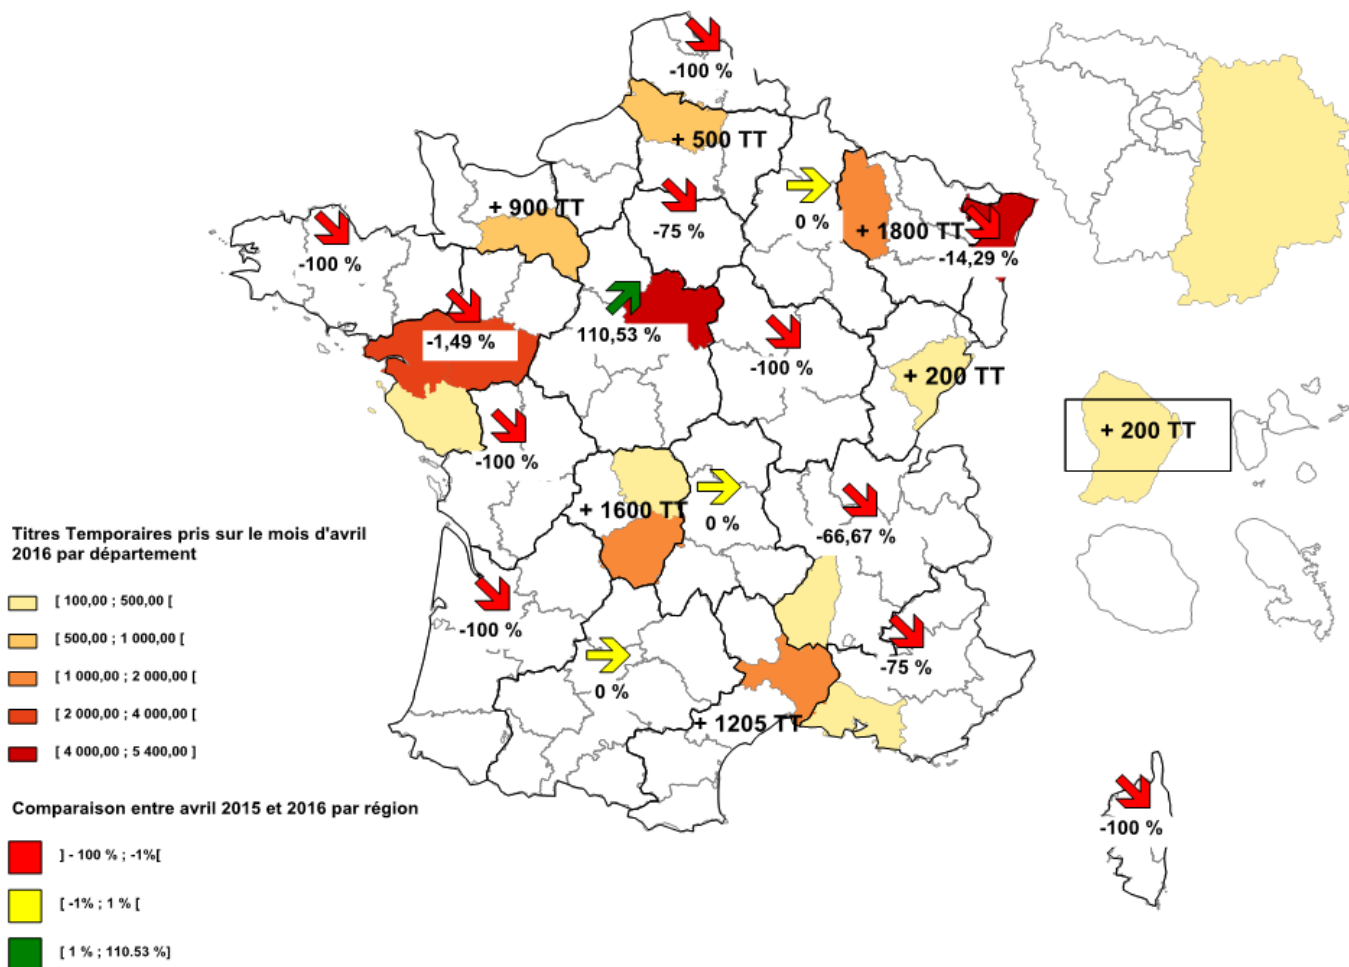 -100 %
+ 500 TT
+ 900 TT
-75 %
0 %
+ 1800 TT
-100 %
-14,29 %
-1,49 %
110,53 %
-100 %
+ 200 TT
-100 %
+ 200 TT
+ 1600 TT
0 %
-66,67 %
-100 %
-75 %
0 %
+ 1205 TT
-100 %
Titres Temporaires pris sur le mois d'avril
2016 par département
[ 100,00 ; 500,00 [
[ 500,00 ; 1 000,00 [
[ 1 000,00 ; 2 000,00 [
[ 2 000,00 ; 4 000,00 [
[ 4 000,00 ; 5 400,00 ]
Comparaison entre avril 2015 et 2016 par région
] - 100 % ; -1%[
[ -1% ; 1 % [
[ 1 % ; 110.53 %]